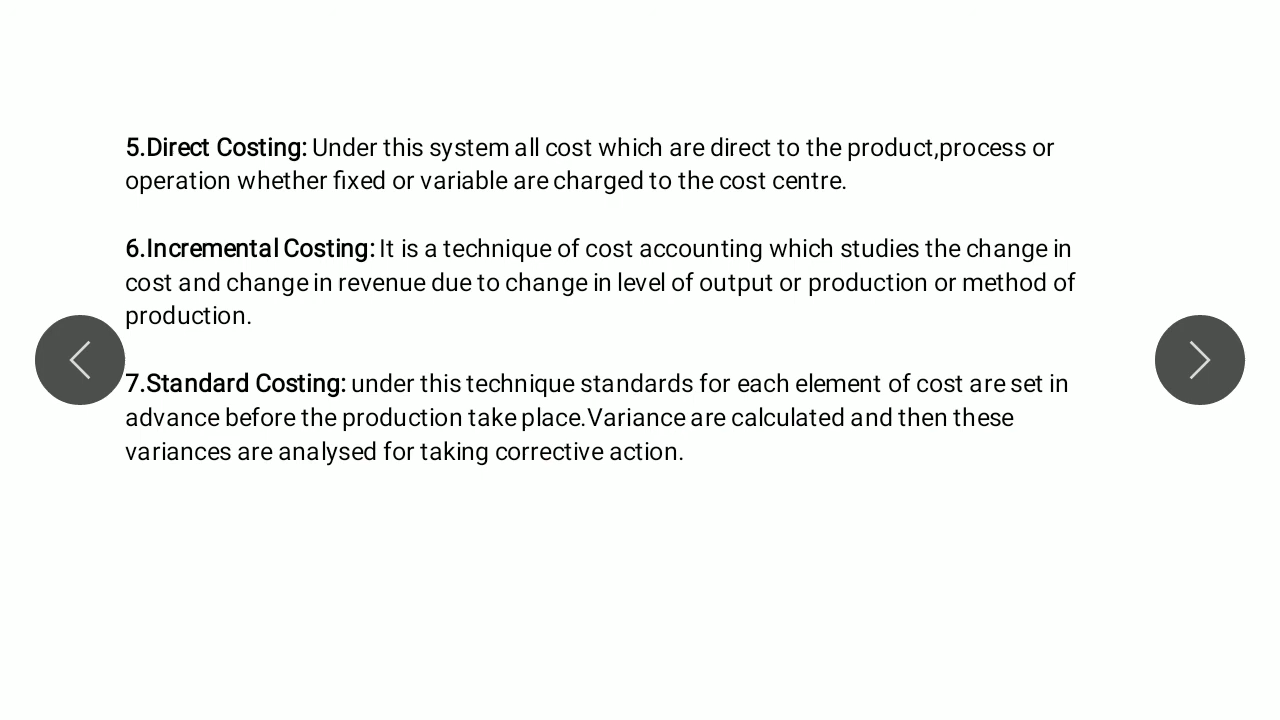 5.Direct Costing: Under this system all cost which are direct to the product,process or
operation whether fixed or variable are charged to the cost centre.
6.Incremental Costing: It is a technique of cost accounting which studies the change in
cost and change in revenue due to change in level of output or production or method of
production.
7.Standard Costing: under this technique standards for each element of cost are set in
advance before the production take place.Variance are calculated and then these
variances are analysed for taking corrective action.